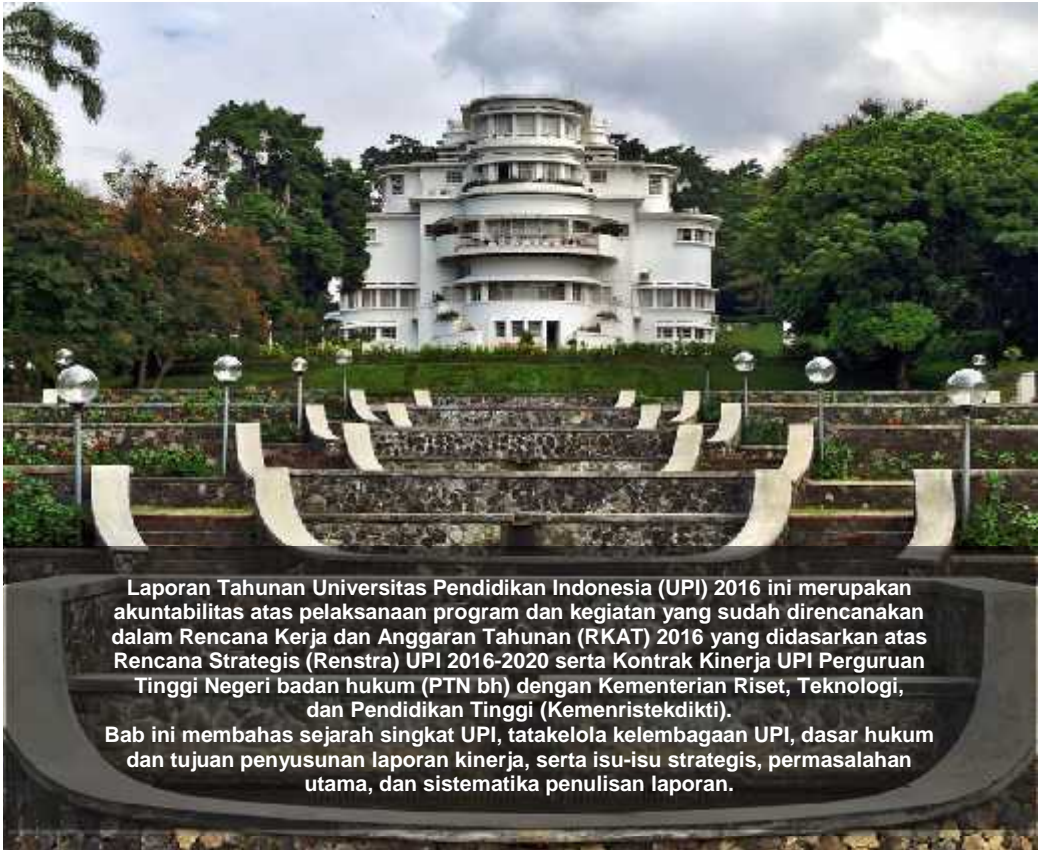 Laporan Tahunan Universitas Pendidikan Indonesia (UPI) 2016 ini merupakan
akuntabilitas atas pelaksanaan program dan kegiatan yang sudah direncanakan
dalam Rencana Kerja dan Anggaran Tahunan (RKAT) 2016 yang didasarkan atas
Rencana Strategis (Renstra) UPI 2016-2020 serta Kontrak Kinerja UPI Perguruan
Tinggi Negeri badan hukum (PTN bh) dengan Kementerian Riset, Teknologi,
dan Pendidikan Tinggi (Kemenristekdikti).
Bab ini membahas sejarah singkat UPI, tatakelola kelembagaan UPI, dasar hukum
dan tujuan penyusunan laporan kinerja, serta isu-isu strategis, permasalahan
utama, dan sistematika penulisan laporan.